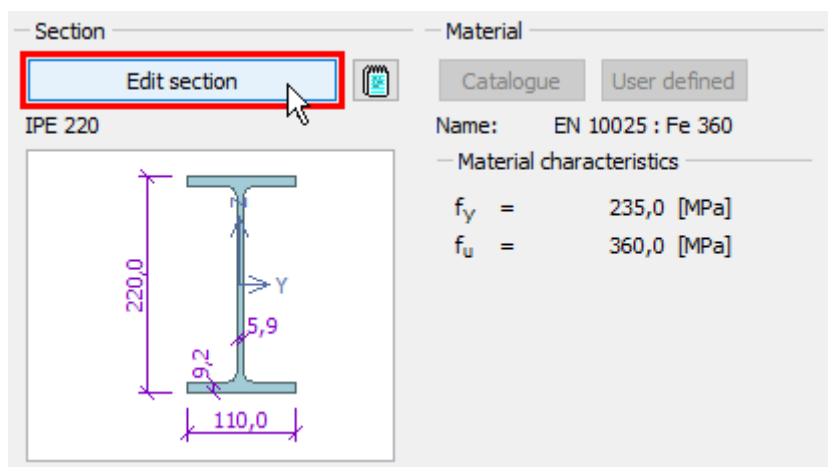 Section
Edit section
IPE 220
Z
Y
220,0
5,9
9,2
110,0
Material
Catalogue User defined
Name: EN 10025 : Fe 360
Material characteristics
fy = 235,0 [MPa]
fu = 360,0 [MPa]